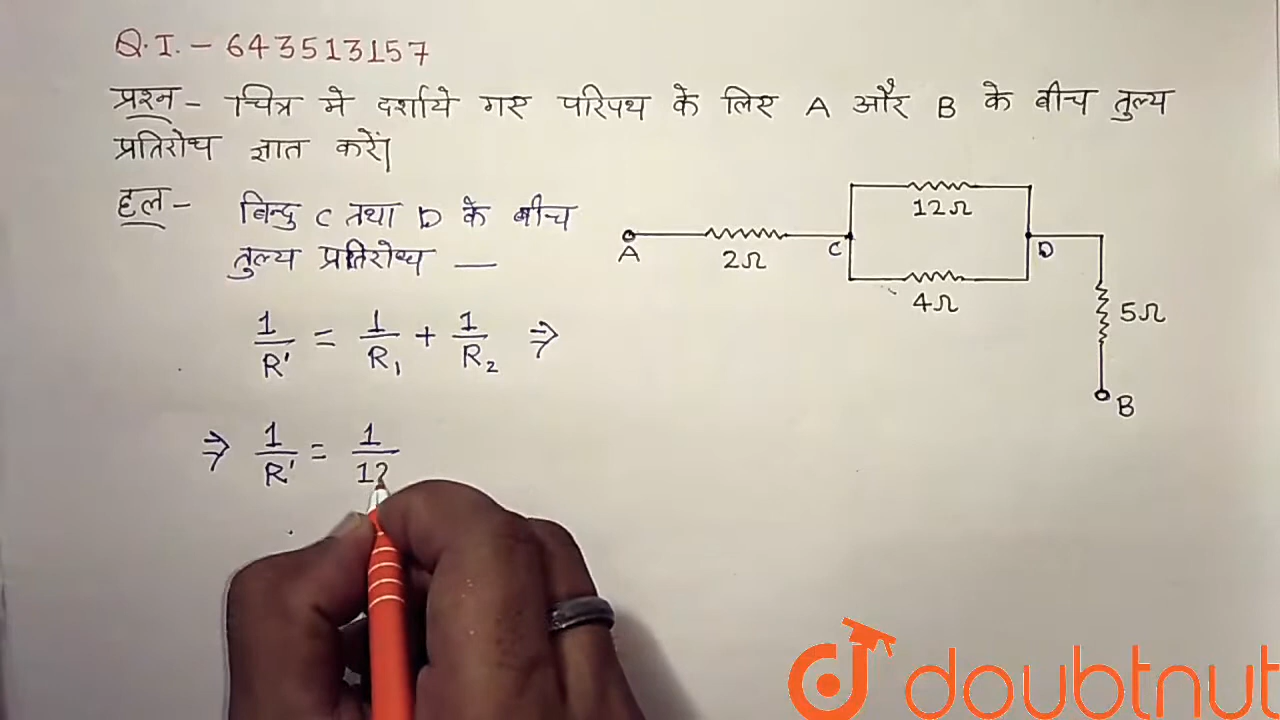 Q.I. - 643513157
प्रश्न - चित्र में दर्शाये गए परिपथ के लिए A और B के बीच तुल्य
प्रतिरोध ज्ञात करें।
हल - बिन्दु C तथा D के बीच
तुल्य प्रतिरोध —
1/R' = 1/R₁ + 1/R₂ ⇒
⇒ 1/R' = 1/12
A
2Ω
C
12Ω
4Ω
D
5Ω
B
doubtnut